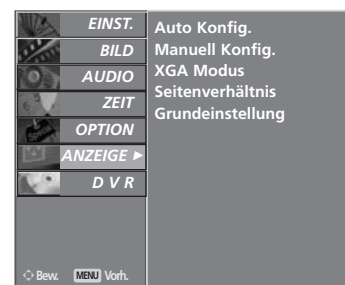 EINST.
BILD
AUDIO
ZEIT
OPTION
ANZEIGE ►
D V R
Auto Konfig.
Manuell Konfig.
XGA Modus
Seitenverhältnis
Grundeinstellung
Bew. MENU Vorh.